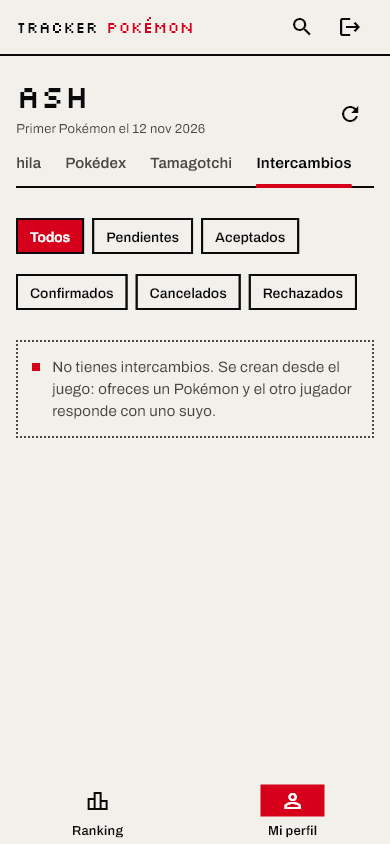 TRACKER POKÉMON
ASH
Primer Pokémon el 12 nov 2026
hila Pokédex Tamagotchi Intercambios
Todos Pendientes Aceptados
Confirmados Cancelados Rechazados
No tienes intercambios. Se crean desde el
juego: ofreces un Pokémon y el otro jugador
responde con uno suyo.
Ranking Mi perfil